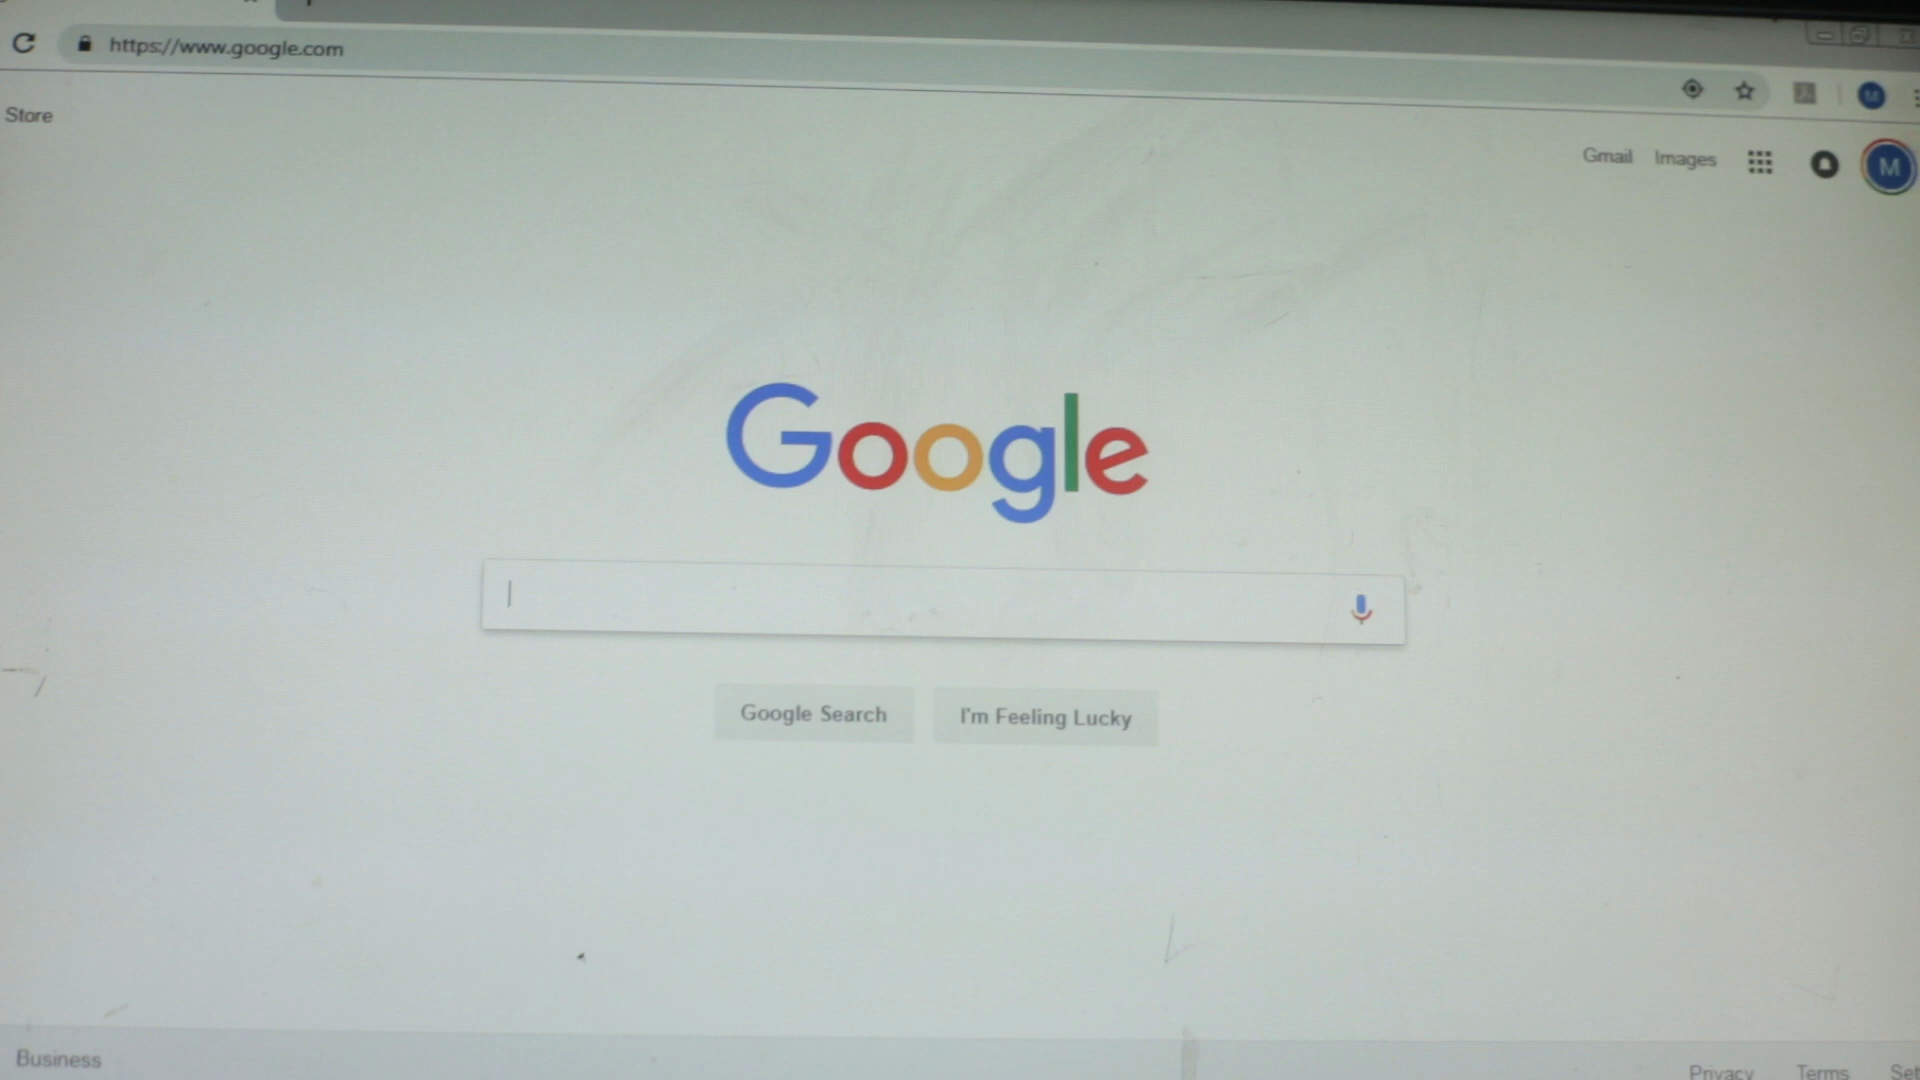 https://www.google.com
Store
Gmail Images
M
M
Google
Google Search I'm Feeling Lucky
Business
Privacy Terms